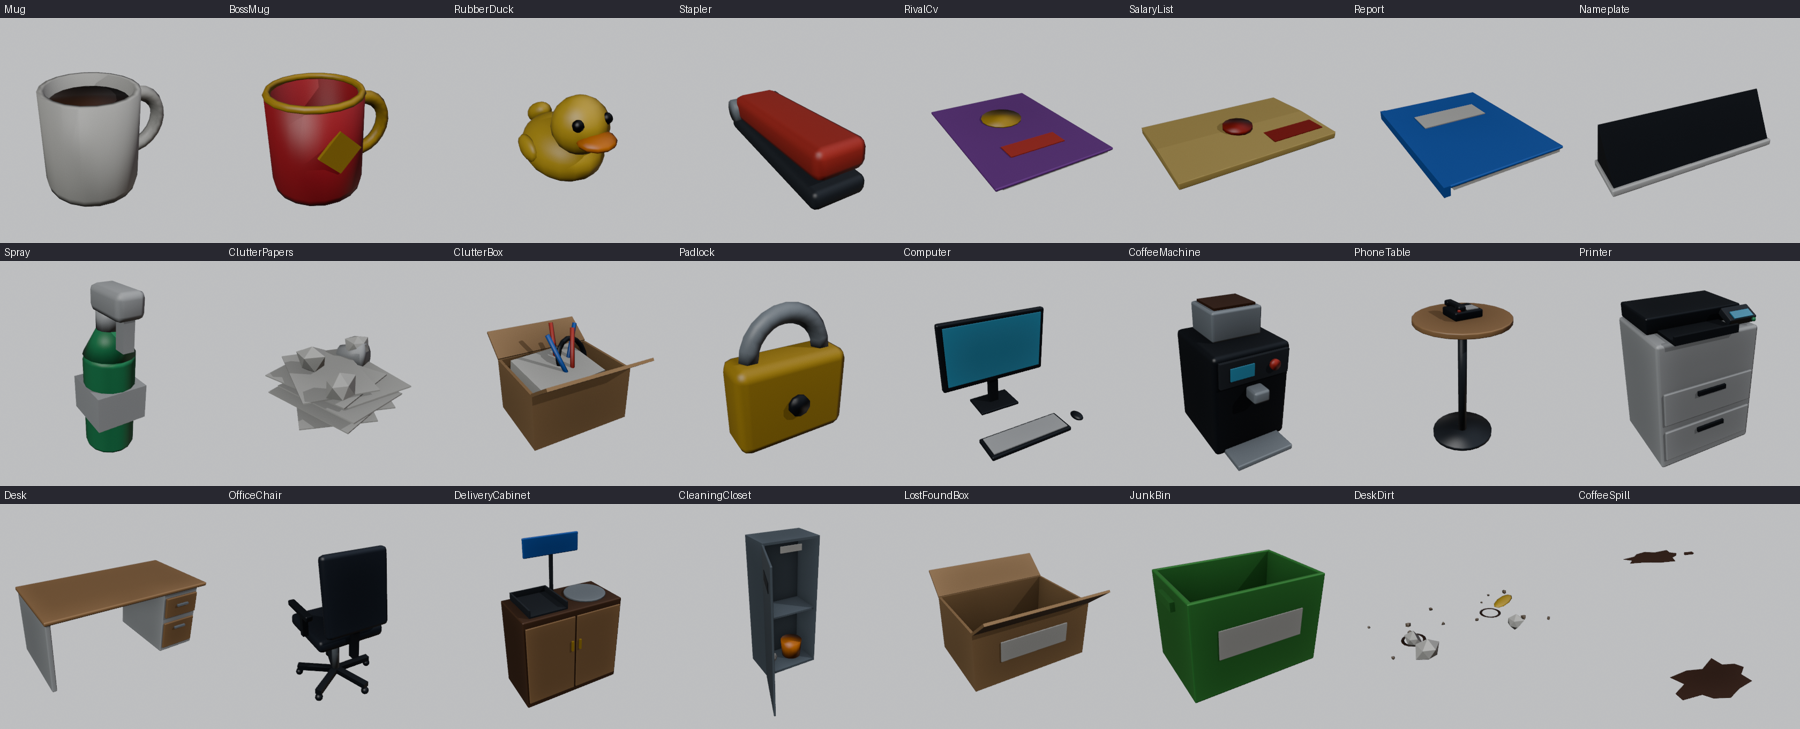 Mug
BossMug
RubberDuck
Stapler
RivalCv
SalaryList
Report
Nameplate
Spray
ClutterPapers
ClutterBox
Padlock
Computer
CoffeeMachine
PhoneTable
Printer
Desk
OfficeChair
DeliveryCabinet
CleaningCloset
LostFoundBox
JunkBin
DeskDirt
CoffeeSpill